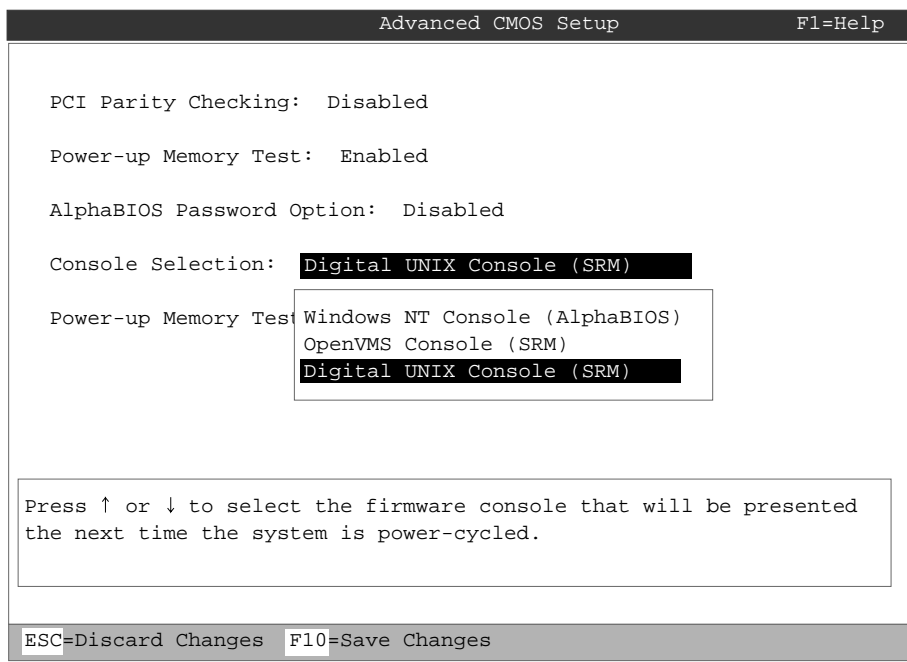 Advanced CMOS Setup F1=Help
PCI Parity Checking: Disabled
Power-up Memory Test: Enabled
AlphaBIOS Password Option: Disabled
Console Selection: Digital UNIX Console (SRM)
Power-up Memory Test
Windows NT Console (AlphaBIOS)
OpenVMS Console (SRM)
Digital UNIX Console (SRM)
Press ↑ or ↓ to select the firmware console that will be presented
the next time the system is power-cycled.
ESC=Discard Changes F10=Save Changes